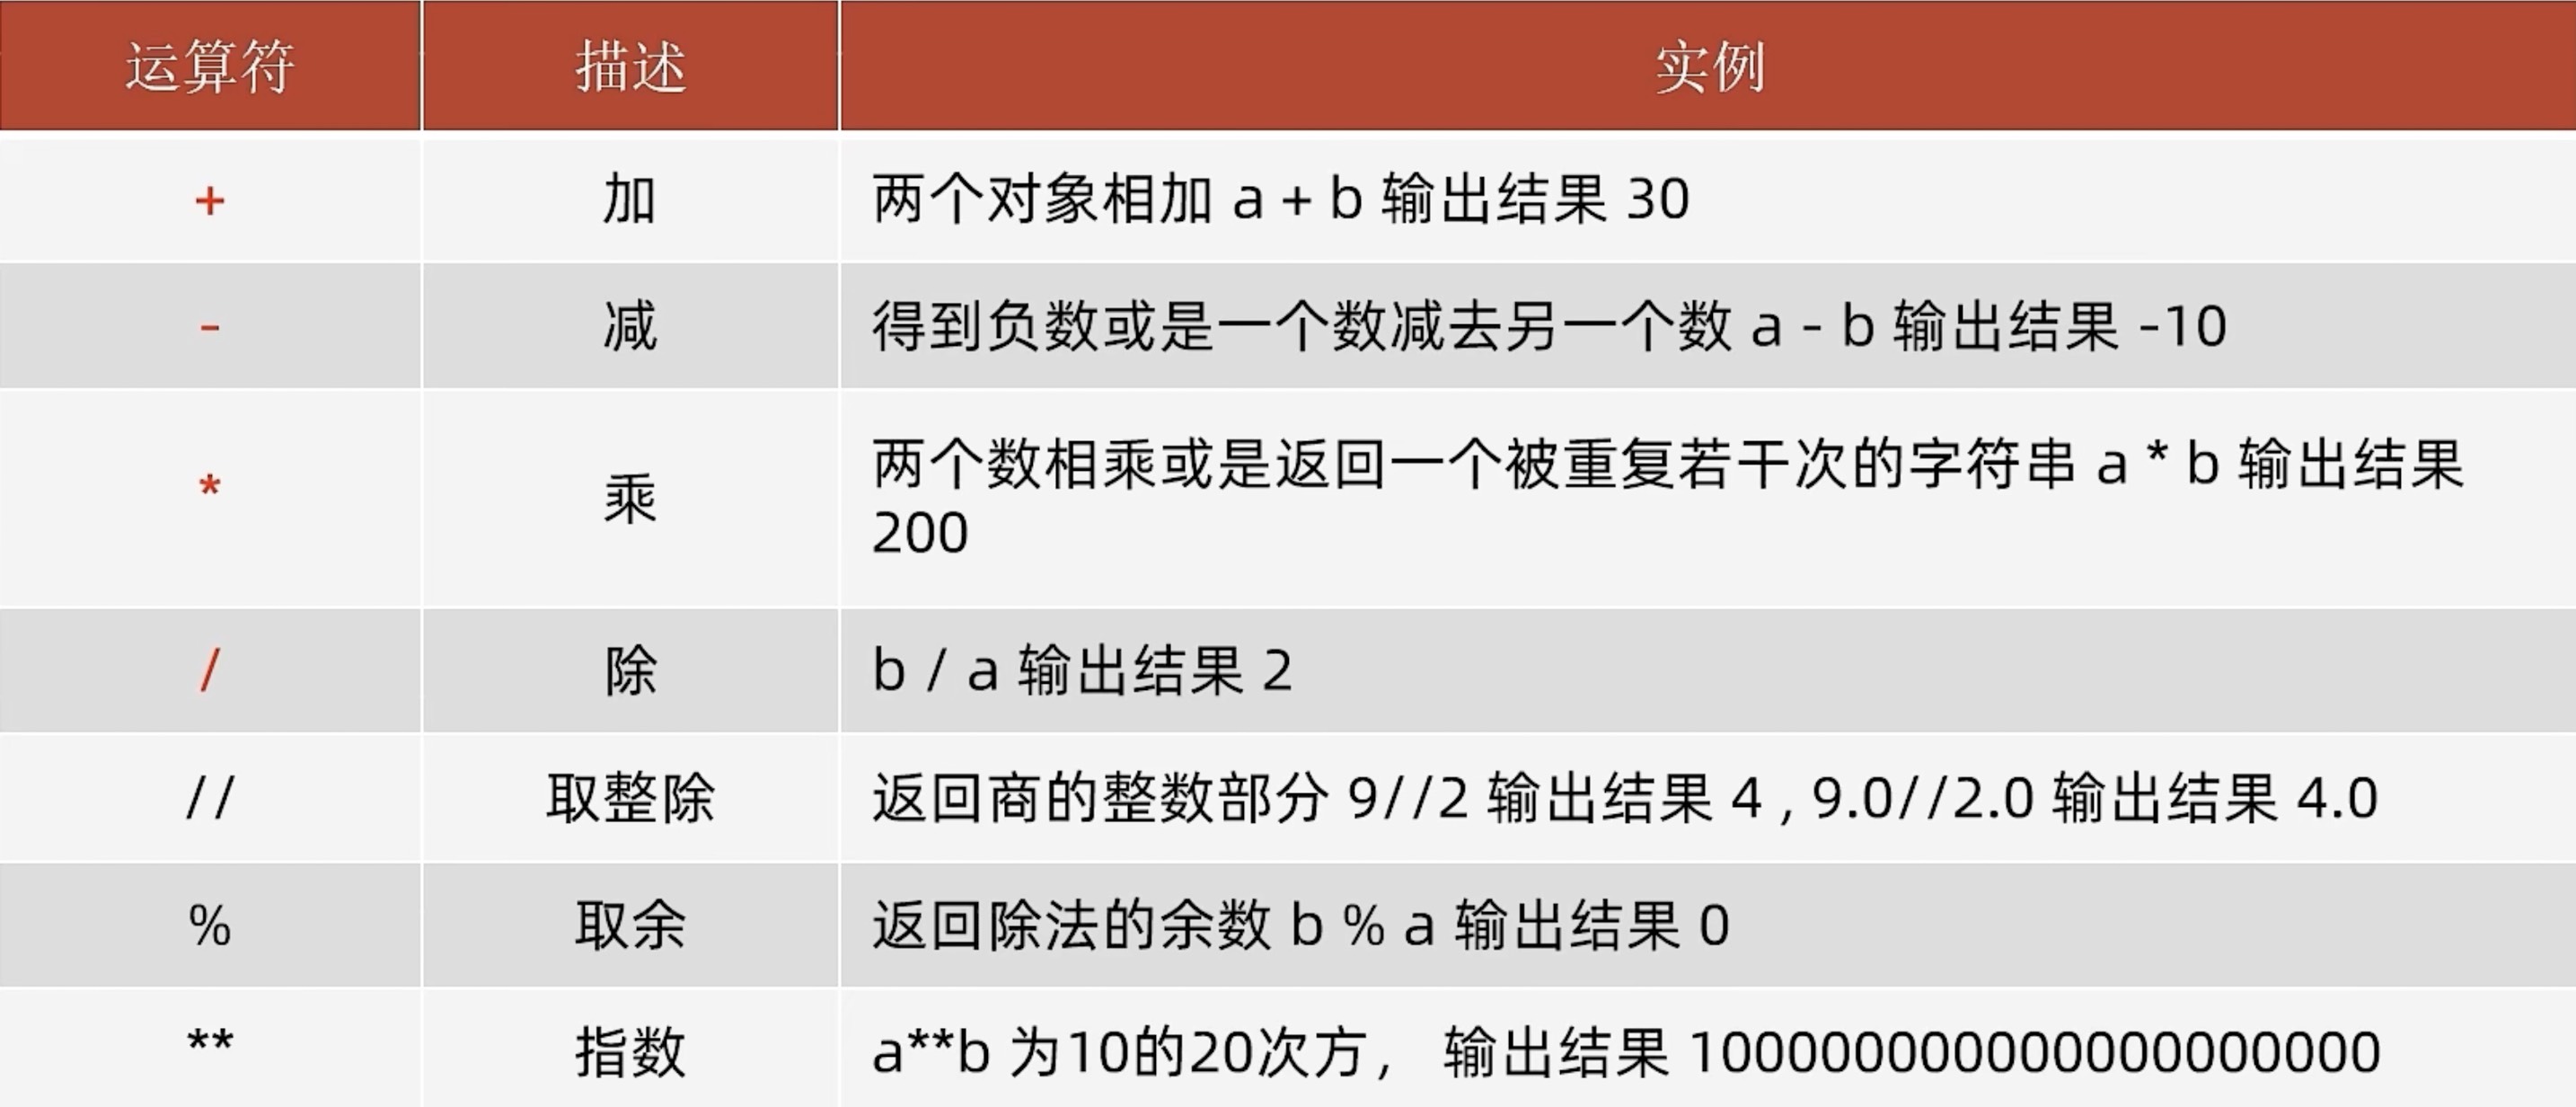 运算符 描述 实例
+ 加 两个对象相加 a + b 输出结果 30
- 减 得到负数或是一个数减去另一个数 a - b 输出结果 -10
* 乘 两个数相乘或是返回一个被重复若干次的字符串 a * b 输出结果
200
/ 除 b / a 输出结果 2
// 取整除 返回商的整数部分 9//2 输出结果 4 , 9.0//2.0 输出结果 4.0
% 取余 返回除法的余数 b % a 输出结果 0
** 指数 a**b 为10的20次方， 输出结果 100000000000000000000